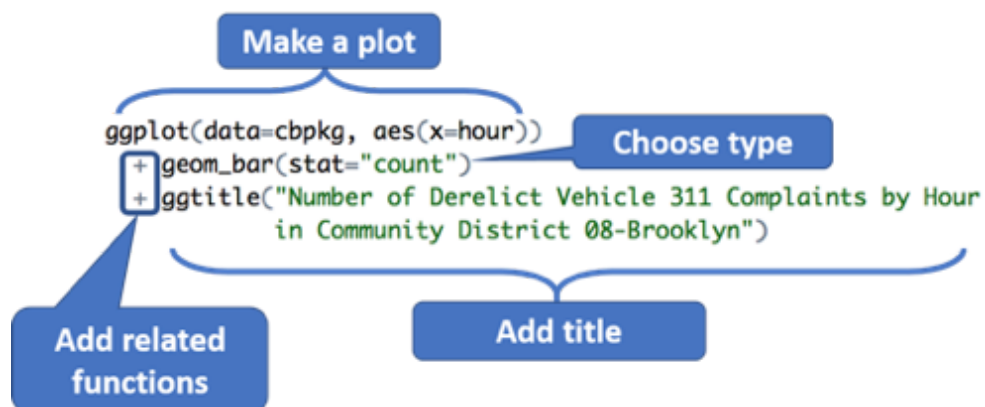 Make a plot
ggplot(data=cbpkg, aes(x=hour))
+ geom_bar(stat="count")
Choose type
+ ggtitle("Number of Derelict Vehicle 311 Complaints by Hour
in Community District 08-Brooklyn")
Add related
functions
Add title